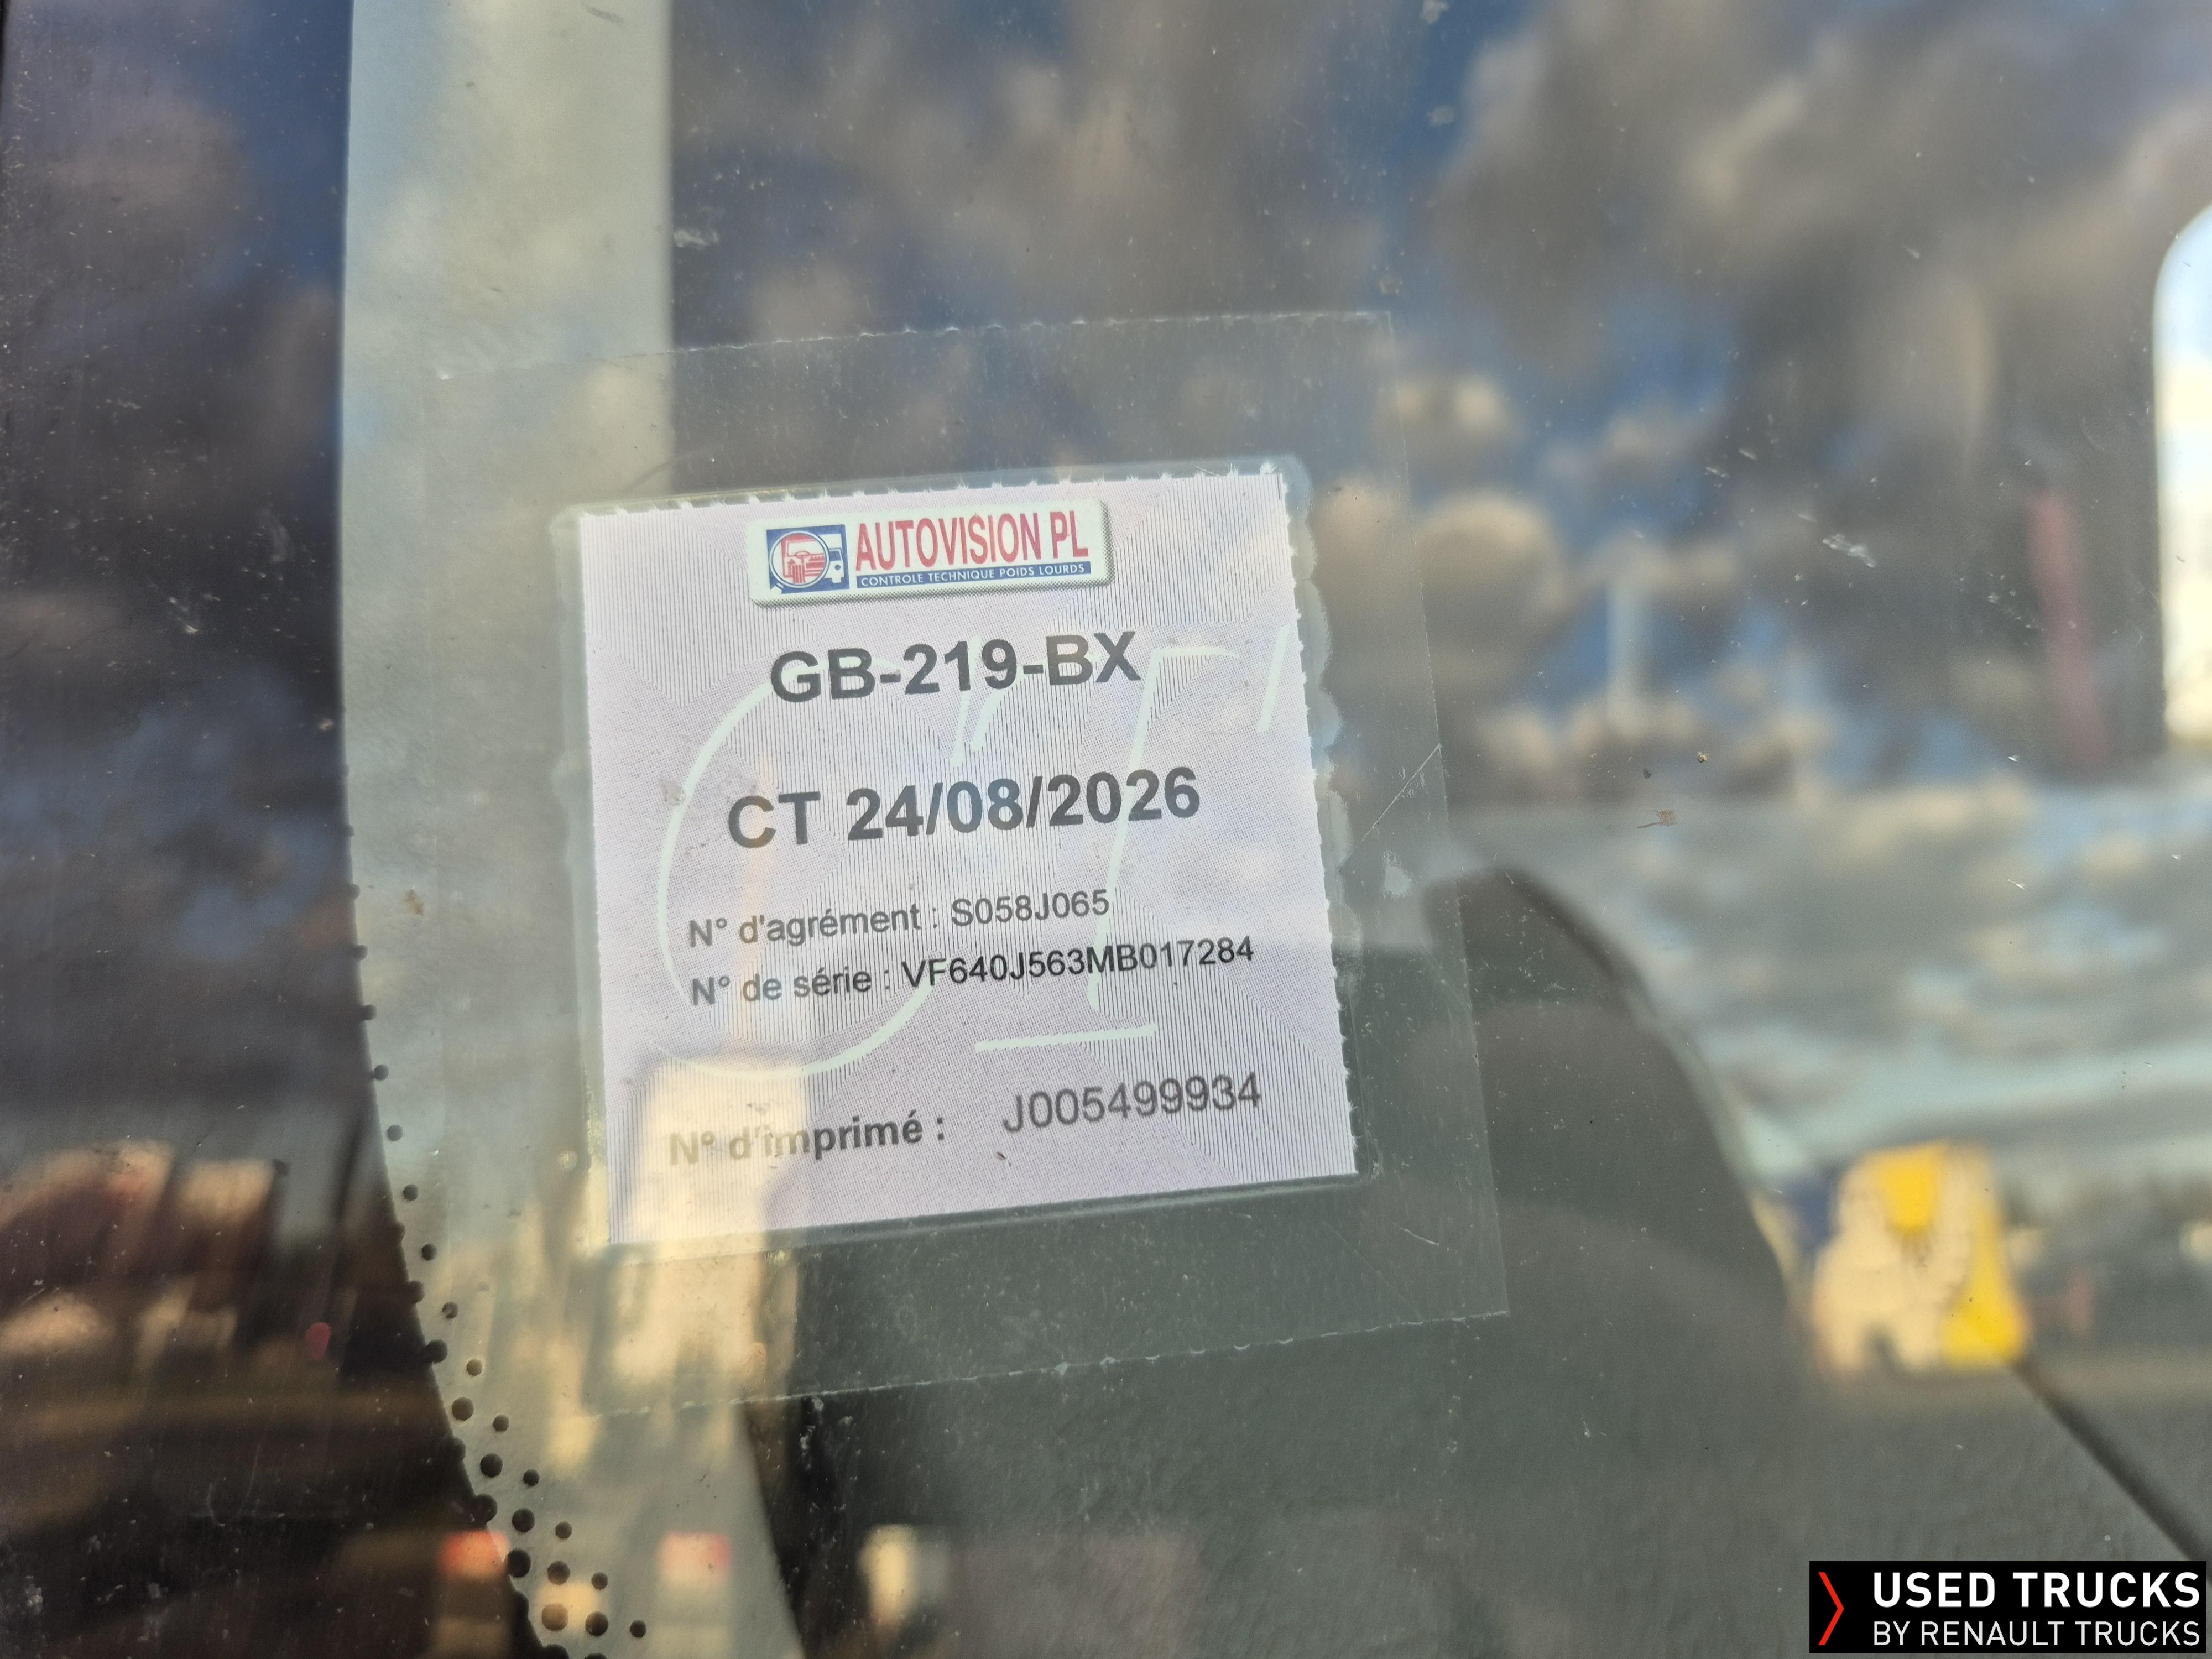 AUTOVISION PL
CONTROLE TECHNIQUE POIDS LOURDS
GB-219-BX
CT 24/08/2026
N° d'agrément : S058J065
N° de série : VF640J563MB017284
N° d'imprimé : J005499934
CT
USED TRUCKS
BY RENAULT TRUCKS